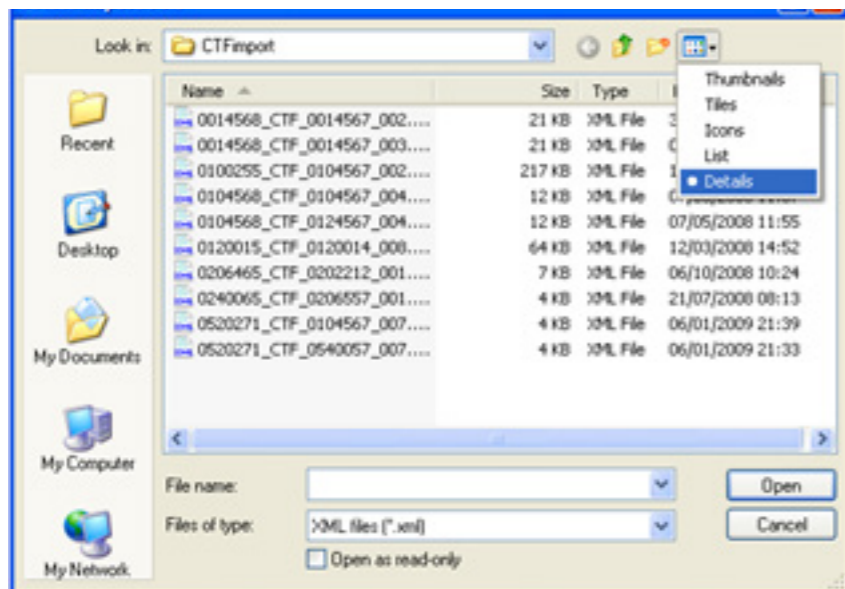 Look in: CTFimport
Thumbnails
Tiles
Icons
List
Details
Name Size Type
0014568_CTF_0014567_002.... 21 KB XML File
0014568_CTF_0014567_003.... 21 KB XML File
0100255_CTF_0104567_002.... 217 KB XML File
0104568_CTF_0104567_004.... 12 KB XML File
0104568_CTF_0124567_004.... 12 KB XML File 07/05/2008 11:55
0120015_CTF_0120014_008.... 64 KB XML File 12/03/2008 14:52
0206465_CTF_0202212_001.... 7 KB XML File 06/10/2008 10:24
0240065_CTF_0206557_001.... 4 KB XML File 21/07/2008 08:13
0520271_CTF_0104567_007.... 4 KB XML File 06/01/2009 21:39
0520271_CTF_0540057_007.... 4 KB XML File 06/01/2009 21:33
Recent
Desktop
My Documents
My Computer
My Network
File name:
Open
Files of type: XML files (*.xml)
Cancel
Open as read-only